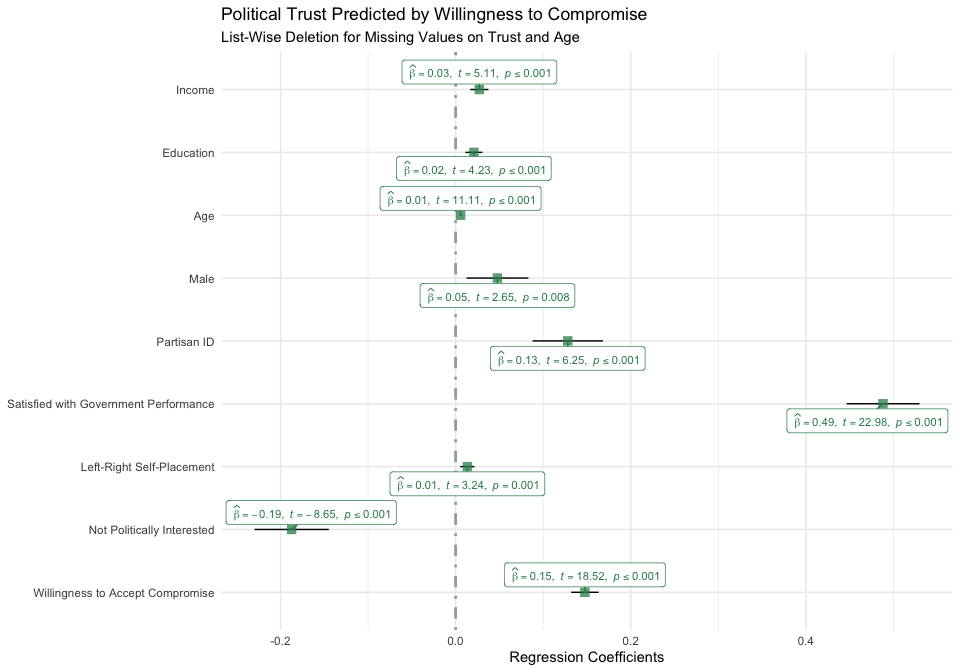 Political Trust Predicted by Willingness to Compromise
List-Wise Deletion for Missing Values on Trust and Age
Income
β̂ = 0.03, t = 5.11, p ≤ 0.001
Education
β̂ = 0.02, t = 4.23, p ≤ 0.001
Age
β̂ = 0.01, t = 11.11, p ≤ 0.001
Male
β̂ = 0.05, t = 2.65, p = 0.008
Partisan ID
β̂ = 0.13, t = 6.25, p ≤ 0.001
Satisfied with Government Performance
β̂ = 0.49, t = 22.98, p ≤ 0.001
Left-Right Self-Placement
β̂ = 0.01, t = 3.24, p = 0.001
Not Politically Interested
β̂ = −0.19, t = −8.65, p ≤ 0.001
Willingness to Accept Compromise
β̂ = 0.15, t = 18.52, p ≤ 0.001
-0.2 0.0 0.2 0.4
Regression Coefficients